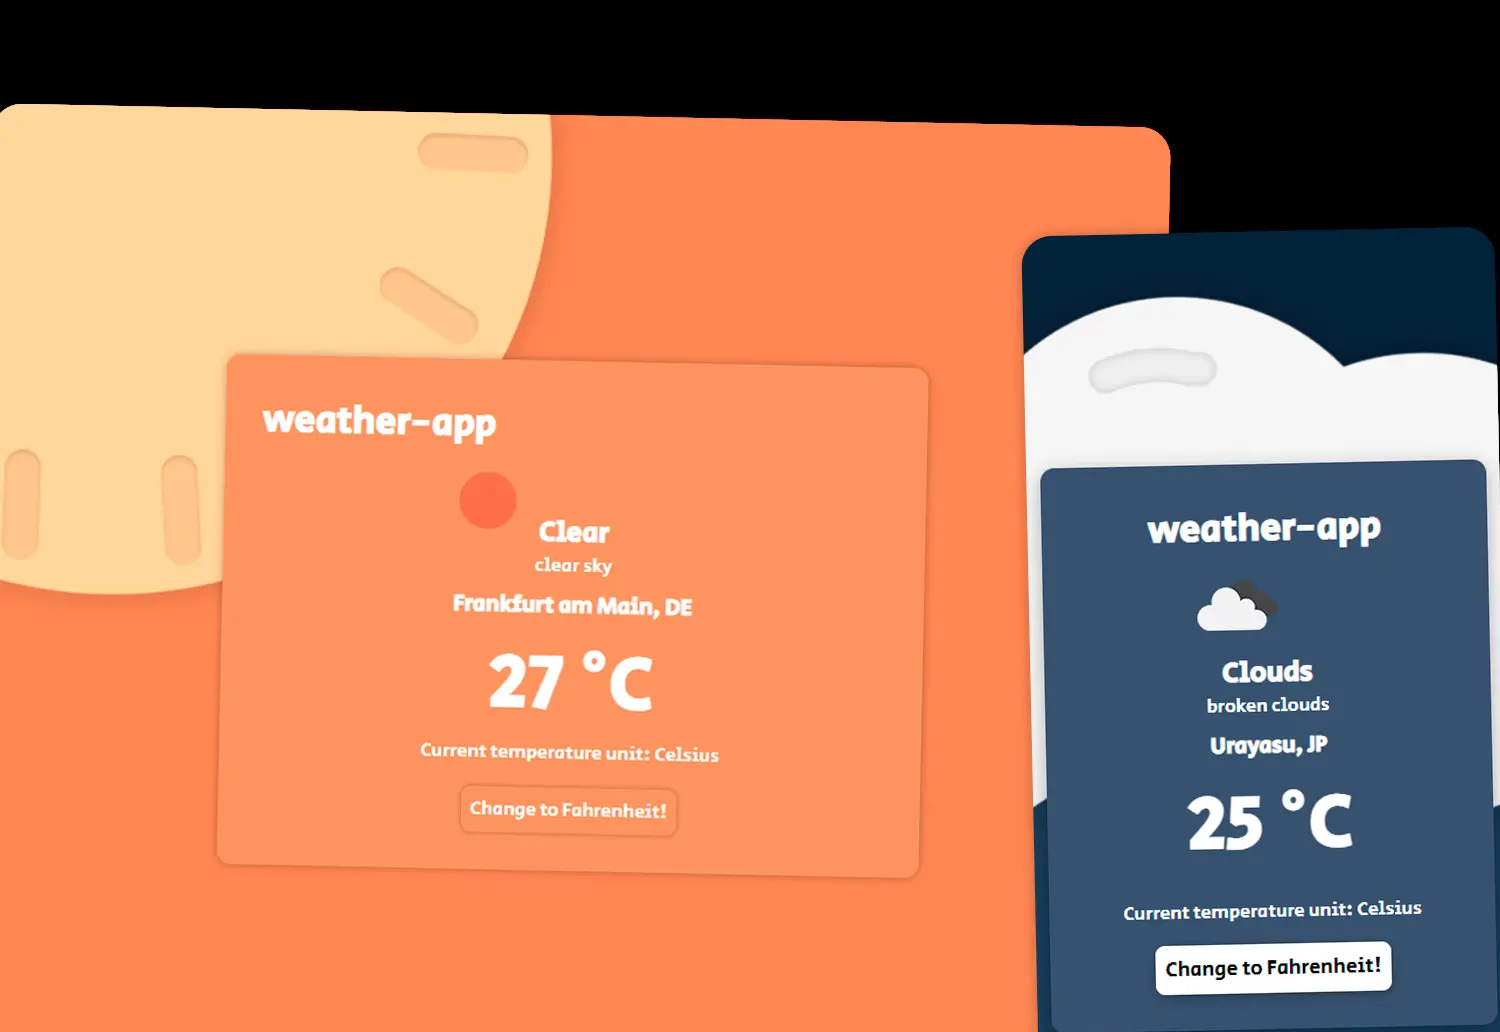 weather-app
Clear
clear sky
Frankfurt am Main, DE
27 °C
Current temperature unit: Celsius
Change to Fahrenheit!
weather-app
Clouds
broken clouds
Urayasu, JP
25 °C
Current temperature unit: Celsius
Change to Fahrenheit!